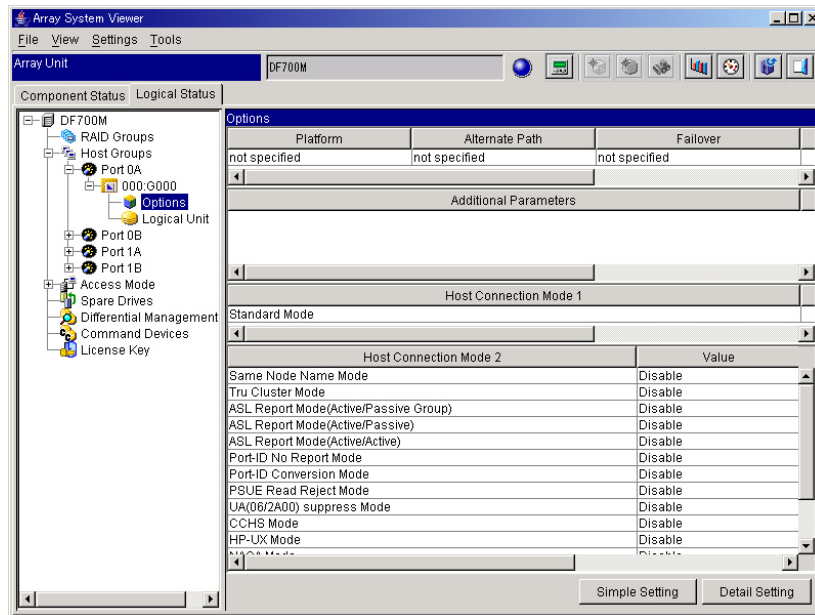 Array System Viewer
File View Settings Tools
Array Unit
DF700M
Component Status
Logical Status
DF700M
RAID Groups
Host Groups
Port 0A
000:G000
Options
Logical Unit
Port 0B
Port 1A
Port 1B
Access Mode
Spare Drives
Differential Management
Command Devices
License Key
Options
Platform Alternate Path Failover
not specified not specified not specified
Additional Parameters
Host Connection Mode 1
Standard Mode
Host Connection Mode 2 Value
Same Node Name Mode Disable
Tru Cluster Mode Disable
ASL Report Mode(Active/Passive Group) Disable
ASL Report Mode(Active/Passive) Disable
ASL Report Mode(Active/Active) Disable
Port-ID No Report Mode Disable
Port-ID Conversion Mode Disable
PSUE Read Reject Mode Disable
UA(06/2A00) suppress Mode Disable
CCHS Mode Disable
HP-UX Mode Disable
Simple Setting Detail Setting